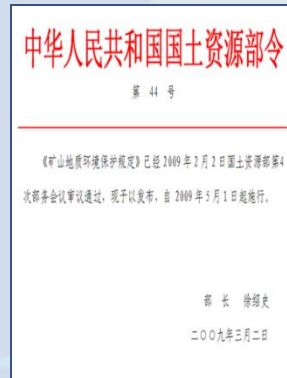 中华人民共和国国土资源部令
第 44 号
《矿山地质环境保护规定》已经2009年2月2日国土资源部第4
次部务会议审议通过，现予以发布，自2009年5月1日起施行。
部 长 徐绍史
二〇〇九年三月二日